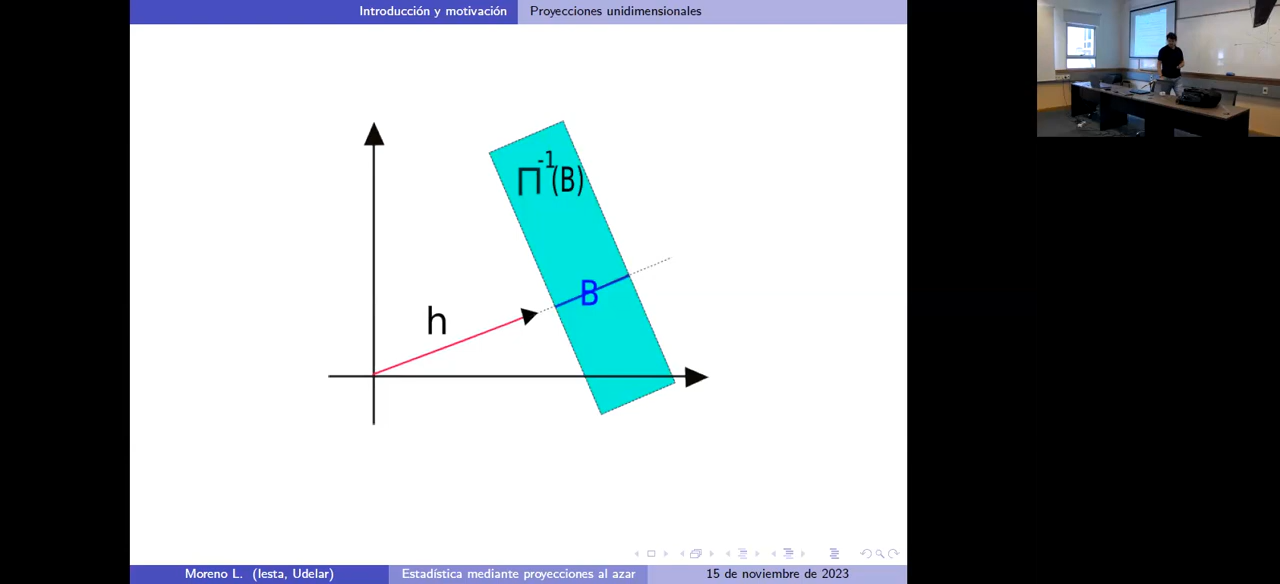 Introducción y motivación Proyecciones unidimensionales
Π⁻¹(B)
B
h
Moreno L. (Iesta, Udelar) Estadística mediante proyecciones al azar 15 de noviembre de 2023